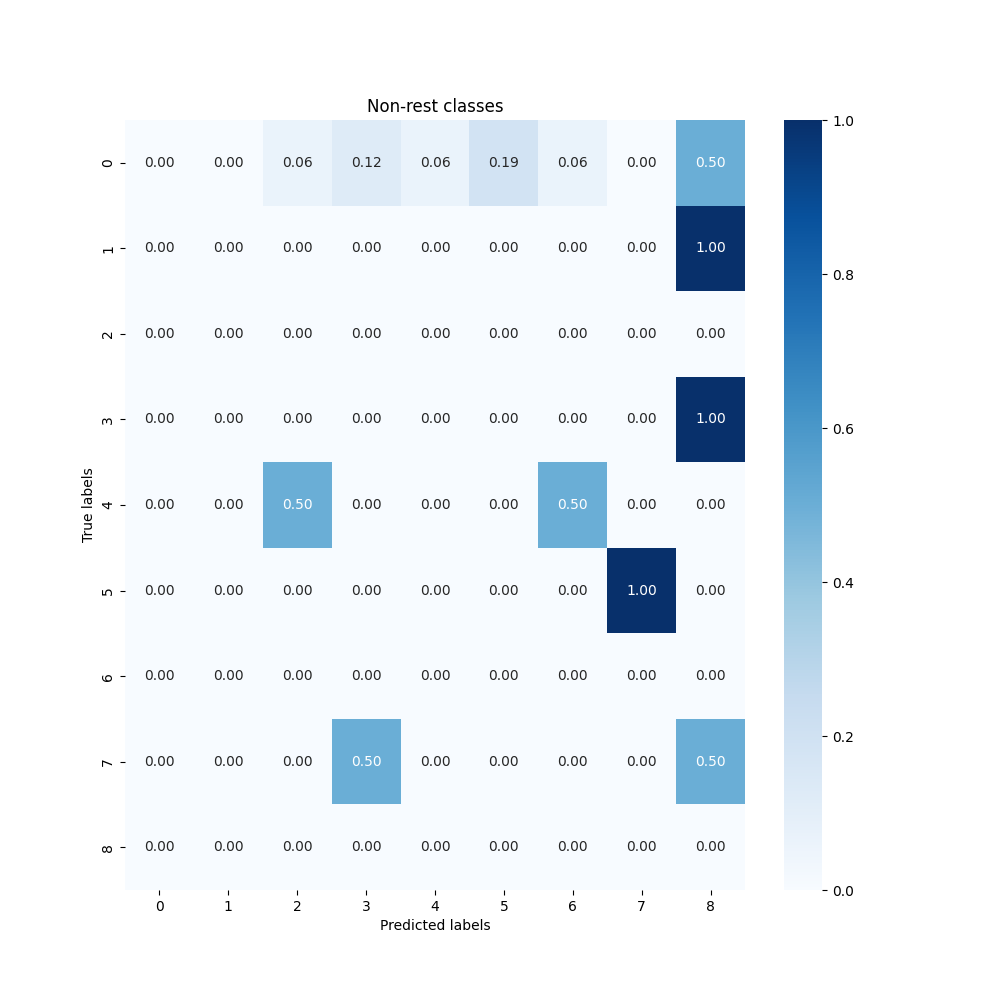 Non-rest classes
0 0.00 0.00 0.06 0.12 0.06 0.19 0.06 0.00 0.50
1 0.00 0.00 0.00 0.00 0.00 0.00 0.00 0.00 1.00
2 0.00 0.00 0.00 0.00 0.00 0.00 0.00 0.00 0.00
3 0.00 0.00 0.00 0.00 0.00 0.00 0.00 0.00 1.00
4 0.00 0.00 0.50 0.00 0.00 0.00 0.50 0.00 0.00
5 0.00 0.00 0.00 0.00 0.00 0.00 0.00 1.00 0.00
6 0.00 0.00 0.00 0.00 0.00 0.00 0.00 0.00 0.00
7 0.00 0.00 0.00 0.50 0.00 0.00 0.00 0.00 0.50
8 0.00 0.00 0.00 0.00 0.00 0.00 0.00 0.00 0.00
0 1 2 3 4 5 6 7 8
Predicted labels
True labels
1.0
0.8
0.6
0.4
0.2
0.0